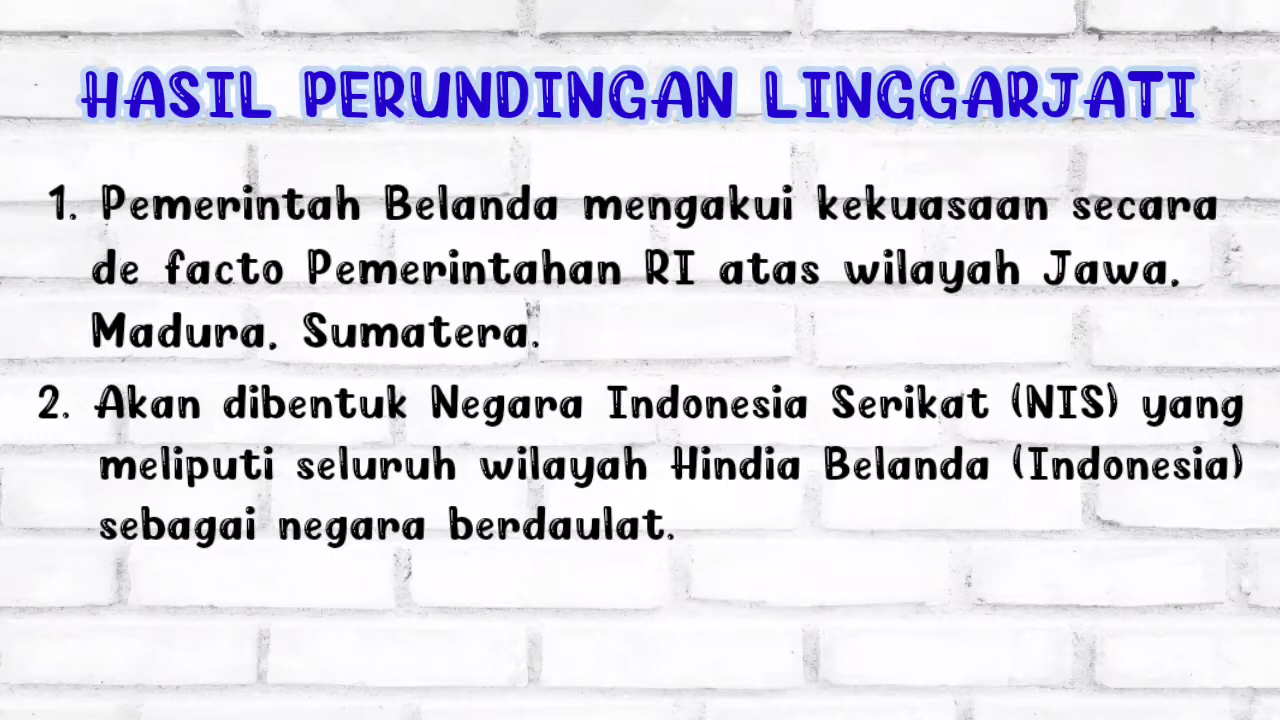 HASIL PERUNDINGAN LINGGARJATI
1. Pemerintah Belanda mengakui kekuasaan secara
de facto Pemerintahan RI atas wilayah Jawa,
Madura, Sumatera.
2. Akan dibentuk Negara Indonesia Serikat (NIS) yang
meliputi seluruh wilayah Hindia Belanda (Indonesia)
sebagai negara berdaulat.